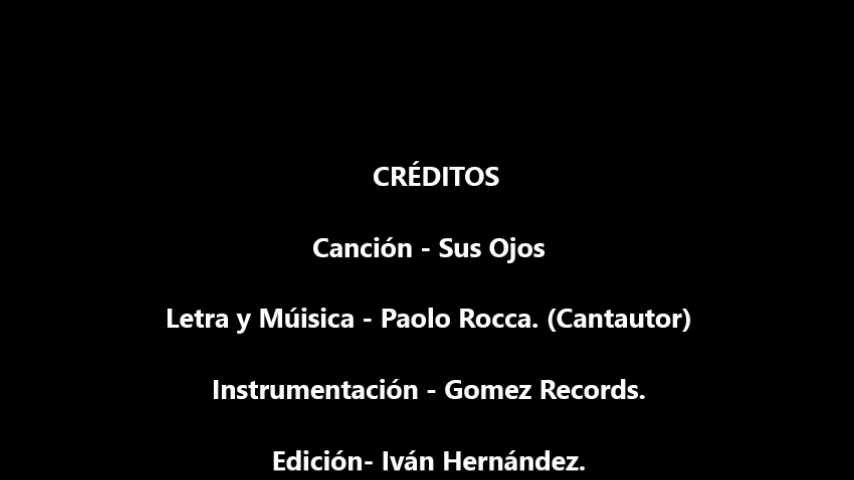 CRÉDITOS
Canción - Sus Ojos
Letra y Múisica - Paolo Rocca. (Cantautor)
Instrumentación - Gomez Records.
Edición- Iván Hernández.